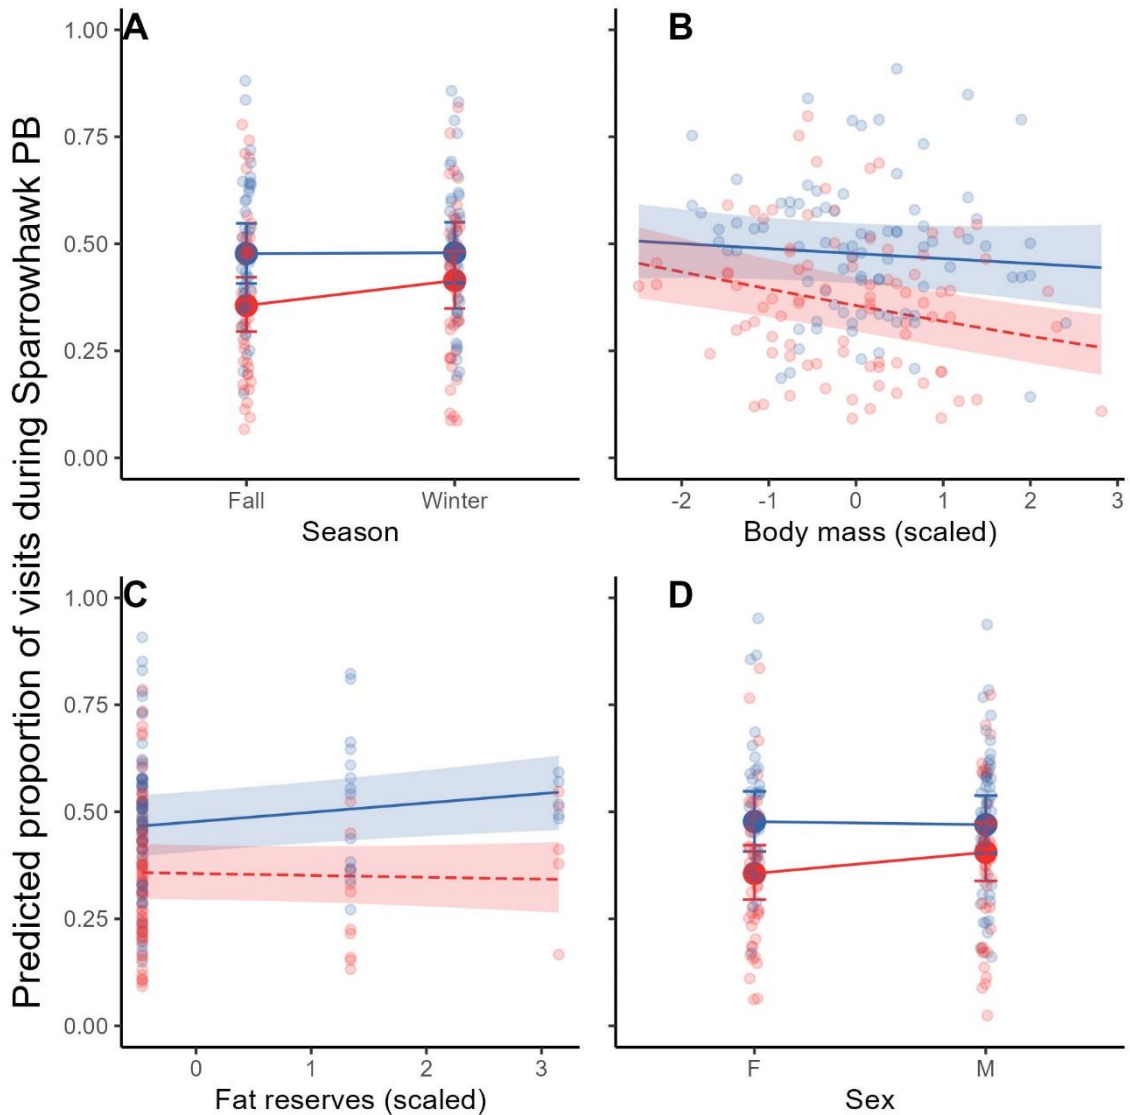 Predicted proportion of visits during Sparrowhawk PB
A
1.00
0.75
0.50
0.25
0.00
Fall Winter
Season
B
-2 -1 0 1 2 3
Body mass (scaled)
C
1.00
0.75
0.50
0.25
0.00
0 1 2 3
Fat reserves (scaled)
D
F M
Sex